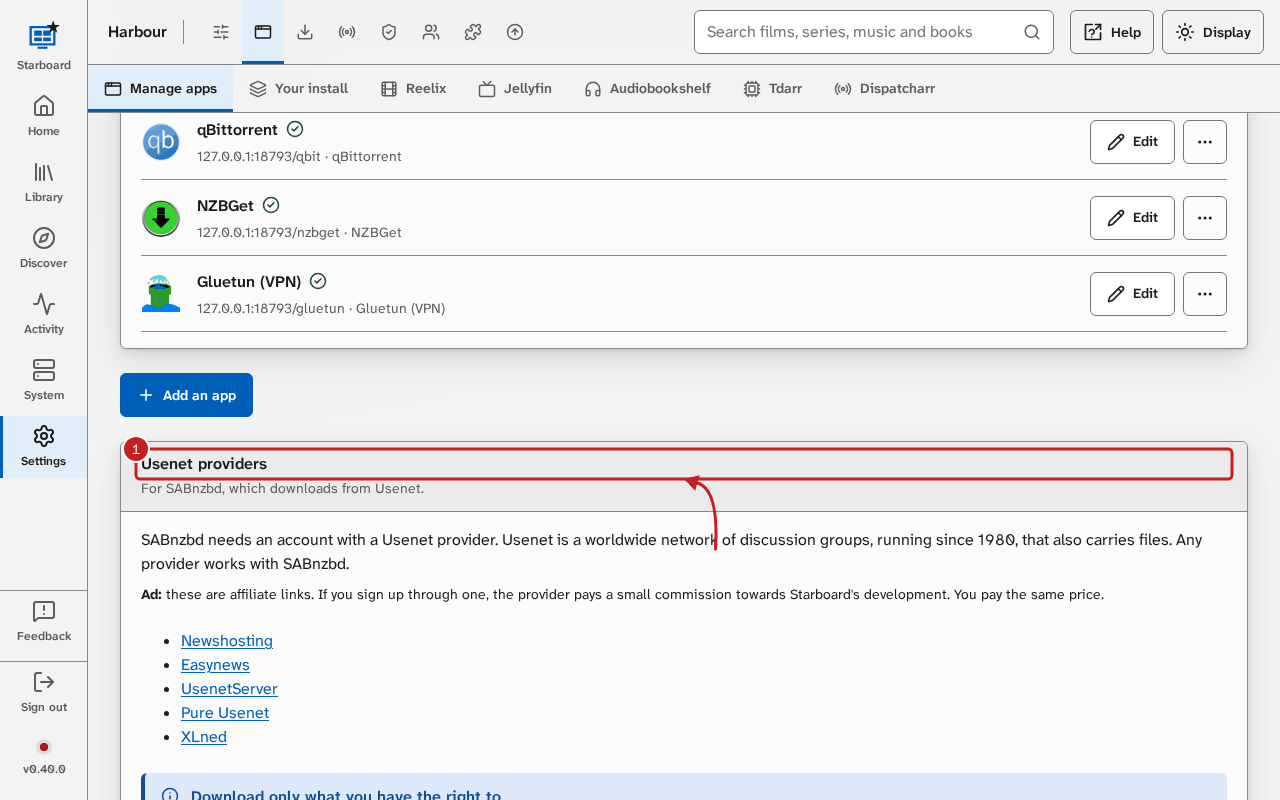 Starboard
Home
Library
Discover
Activity
System
Settings
Feedback
Sign out
v0.40.0
Harbour
Search films, series, music and books
Help
Display
Manage apps
Your install
Reelix
Jellyfin
Audiobookshelf
Tdarr
Dispatcharr
qb
qBittorrent
127.0.0.1:18793/qbit · qBittorrent
Edit
NZBGet
127.0.0.1:18793/nzbget · NZBGet
Edit
Gluetun (VPN)
127.0.0.1:18793/gluetun · Gluetun (VPN)
Edit
Add an app
1
Usenet providers
For SABnzbd, which downloads from Usenet.
SABnzbd needs an account with a Usenet provider. Usenet is a worldwide network of discussion groups, running since 1980, that also carries files. Any
provider works with SABnzbd.
Ad: these are affiliate links. If you sign up through one, the provider pays a small commission towards Starboard's development. You pay the same price.
Newshosting
Easynews
UsenetServer
Pure Usenet
XLned
Download only what you have the right to